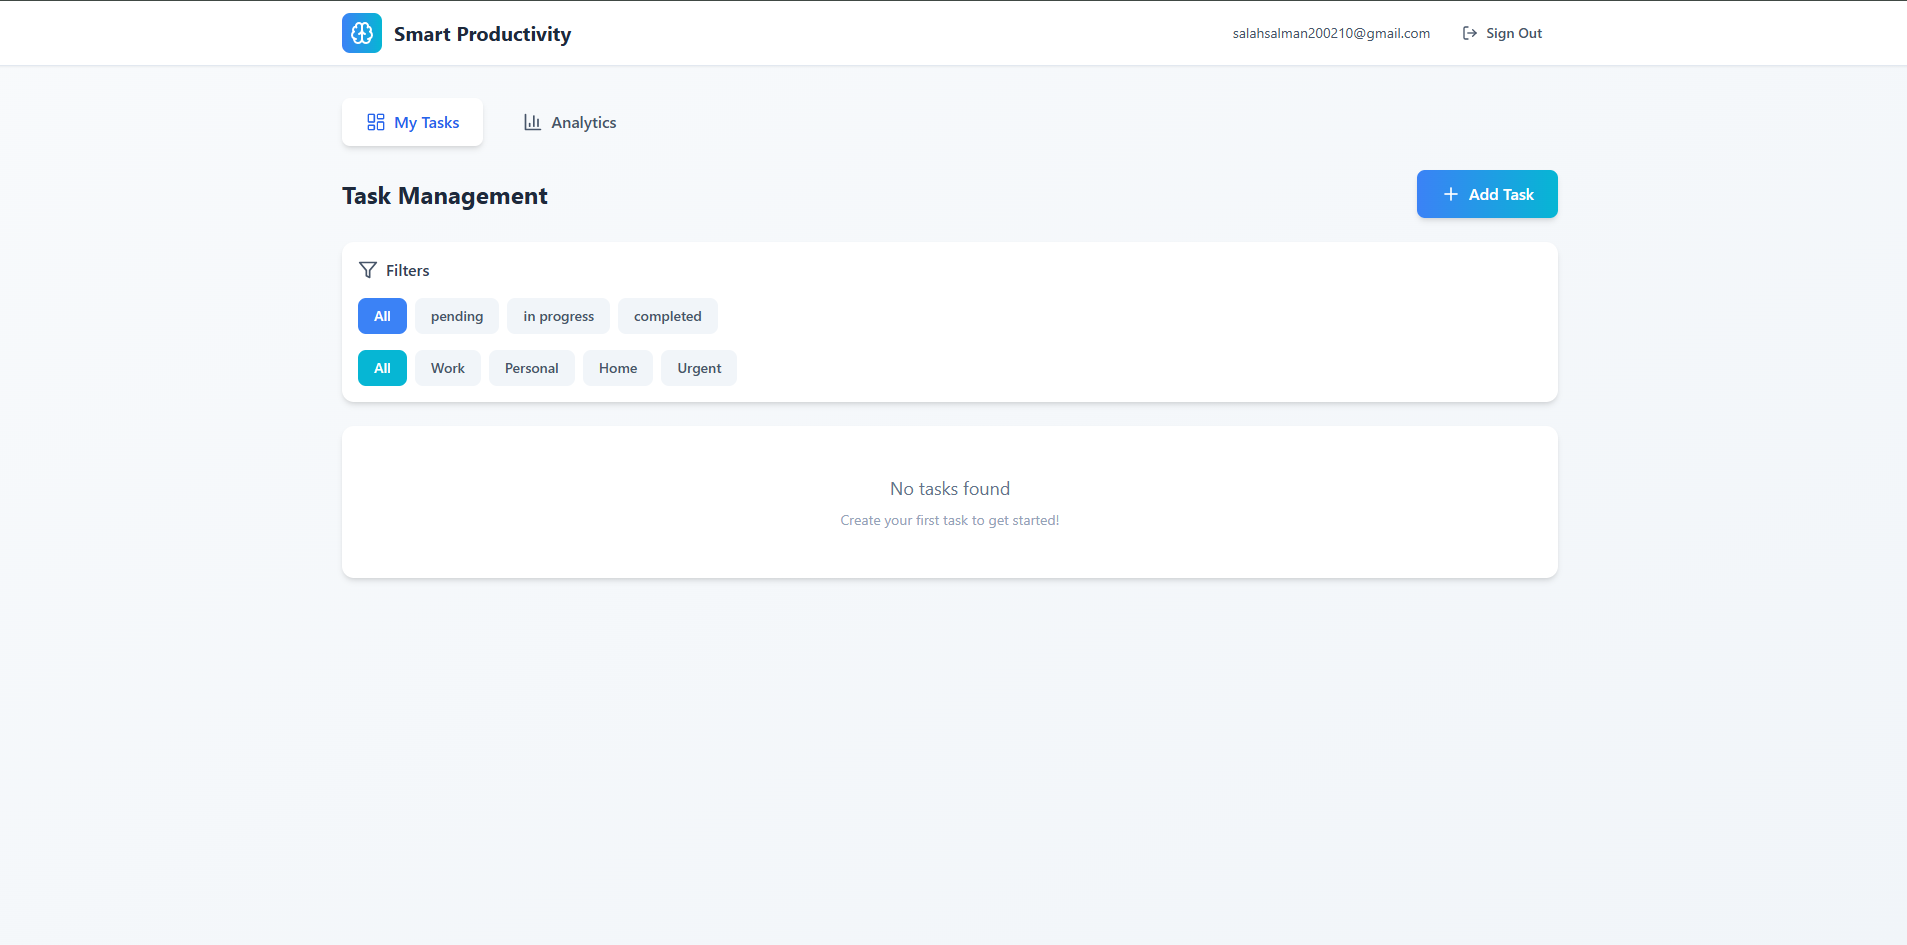 Smart Productivity
salahsalman200210@gmail.com
Sign Out
My Tasks
Analytics
Task Management
Add Task
Filters
All
pending
in progress
completed
All
Work
Personal
Home
Urgent
No tasks found
Create your first task to get started!